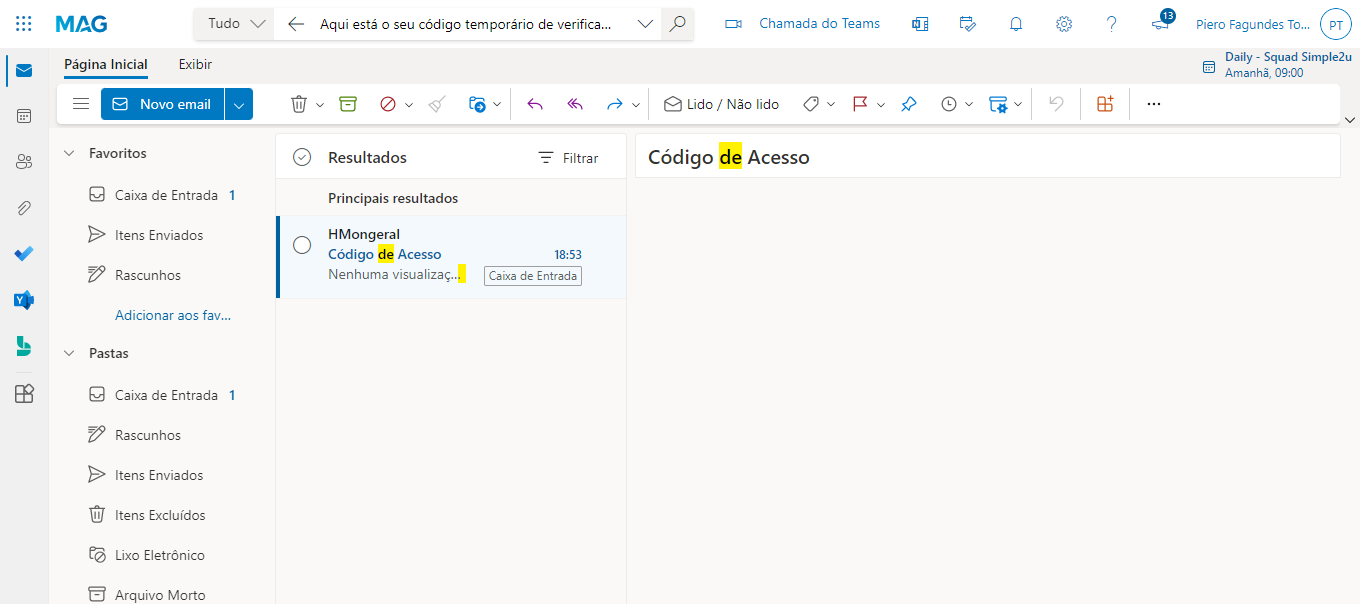 MAG
Tudo
Aqui está o seu código temporário de verifica...
Chamada do Teams
13
Piero Fagundes To...
PT
Página Inicial
Exibir
Daily - Squad Simple2u
Amanhã, 09:00
Novo email
Lido / Não lido
Favoritos
Caixa de Entrada 1
Itens Enviados
Rascunhos
Adicionar aos fav...
Pastas
Caixa de Entrada 1
Rascunhos
Itens Enviados
Itens Excluídos
Lixo Eletrônico
Arquivo Morto
Resultados
Filtrar
Principais resultados
HMongeral
Código de Acesso 18:53
Nenhuma visualizaç... Caixa de Entrada
Código de Acesso